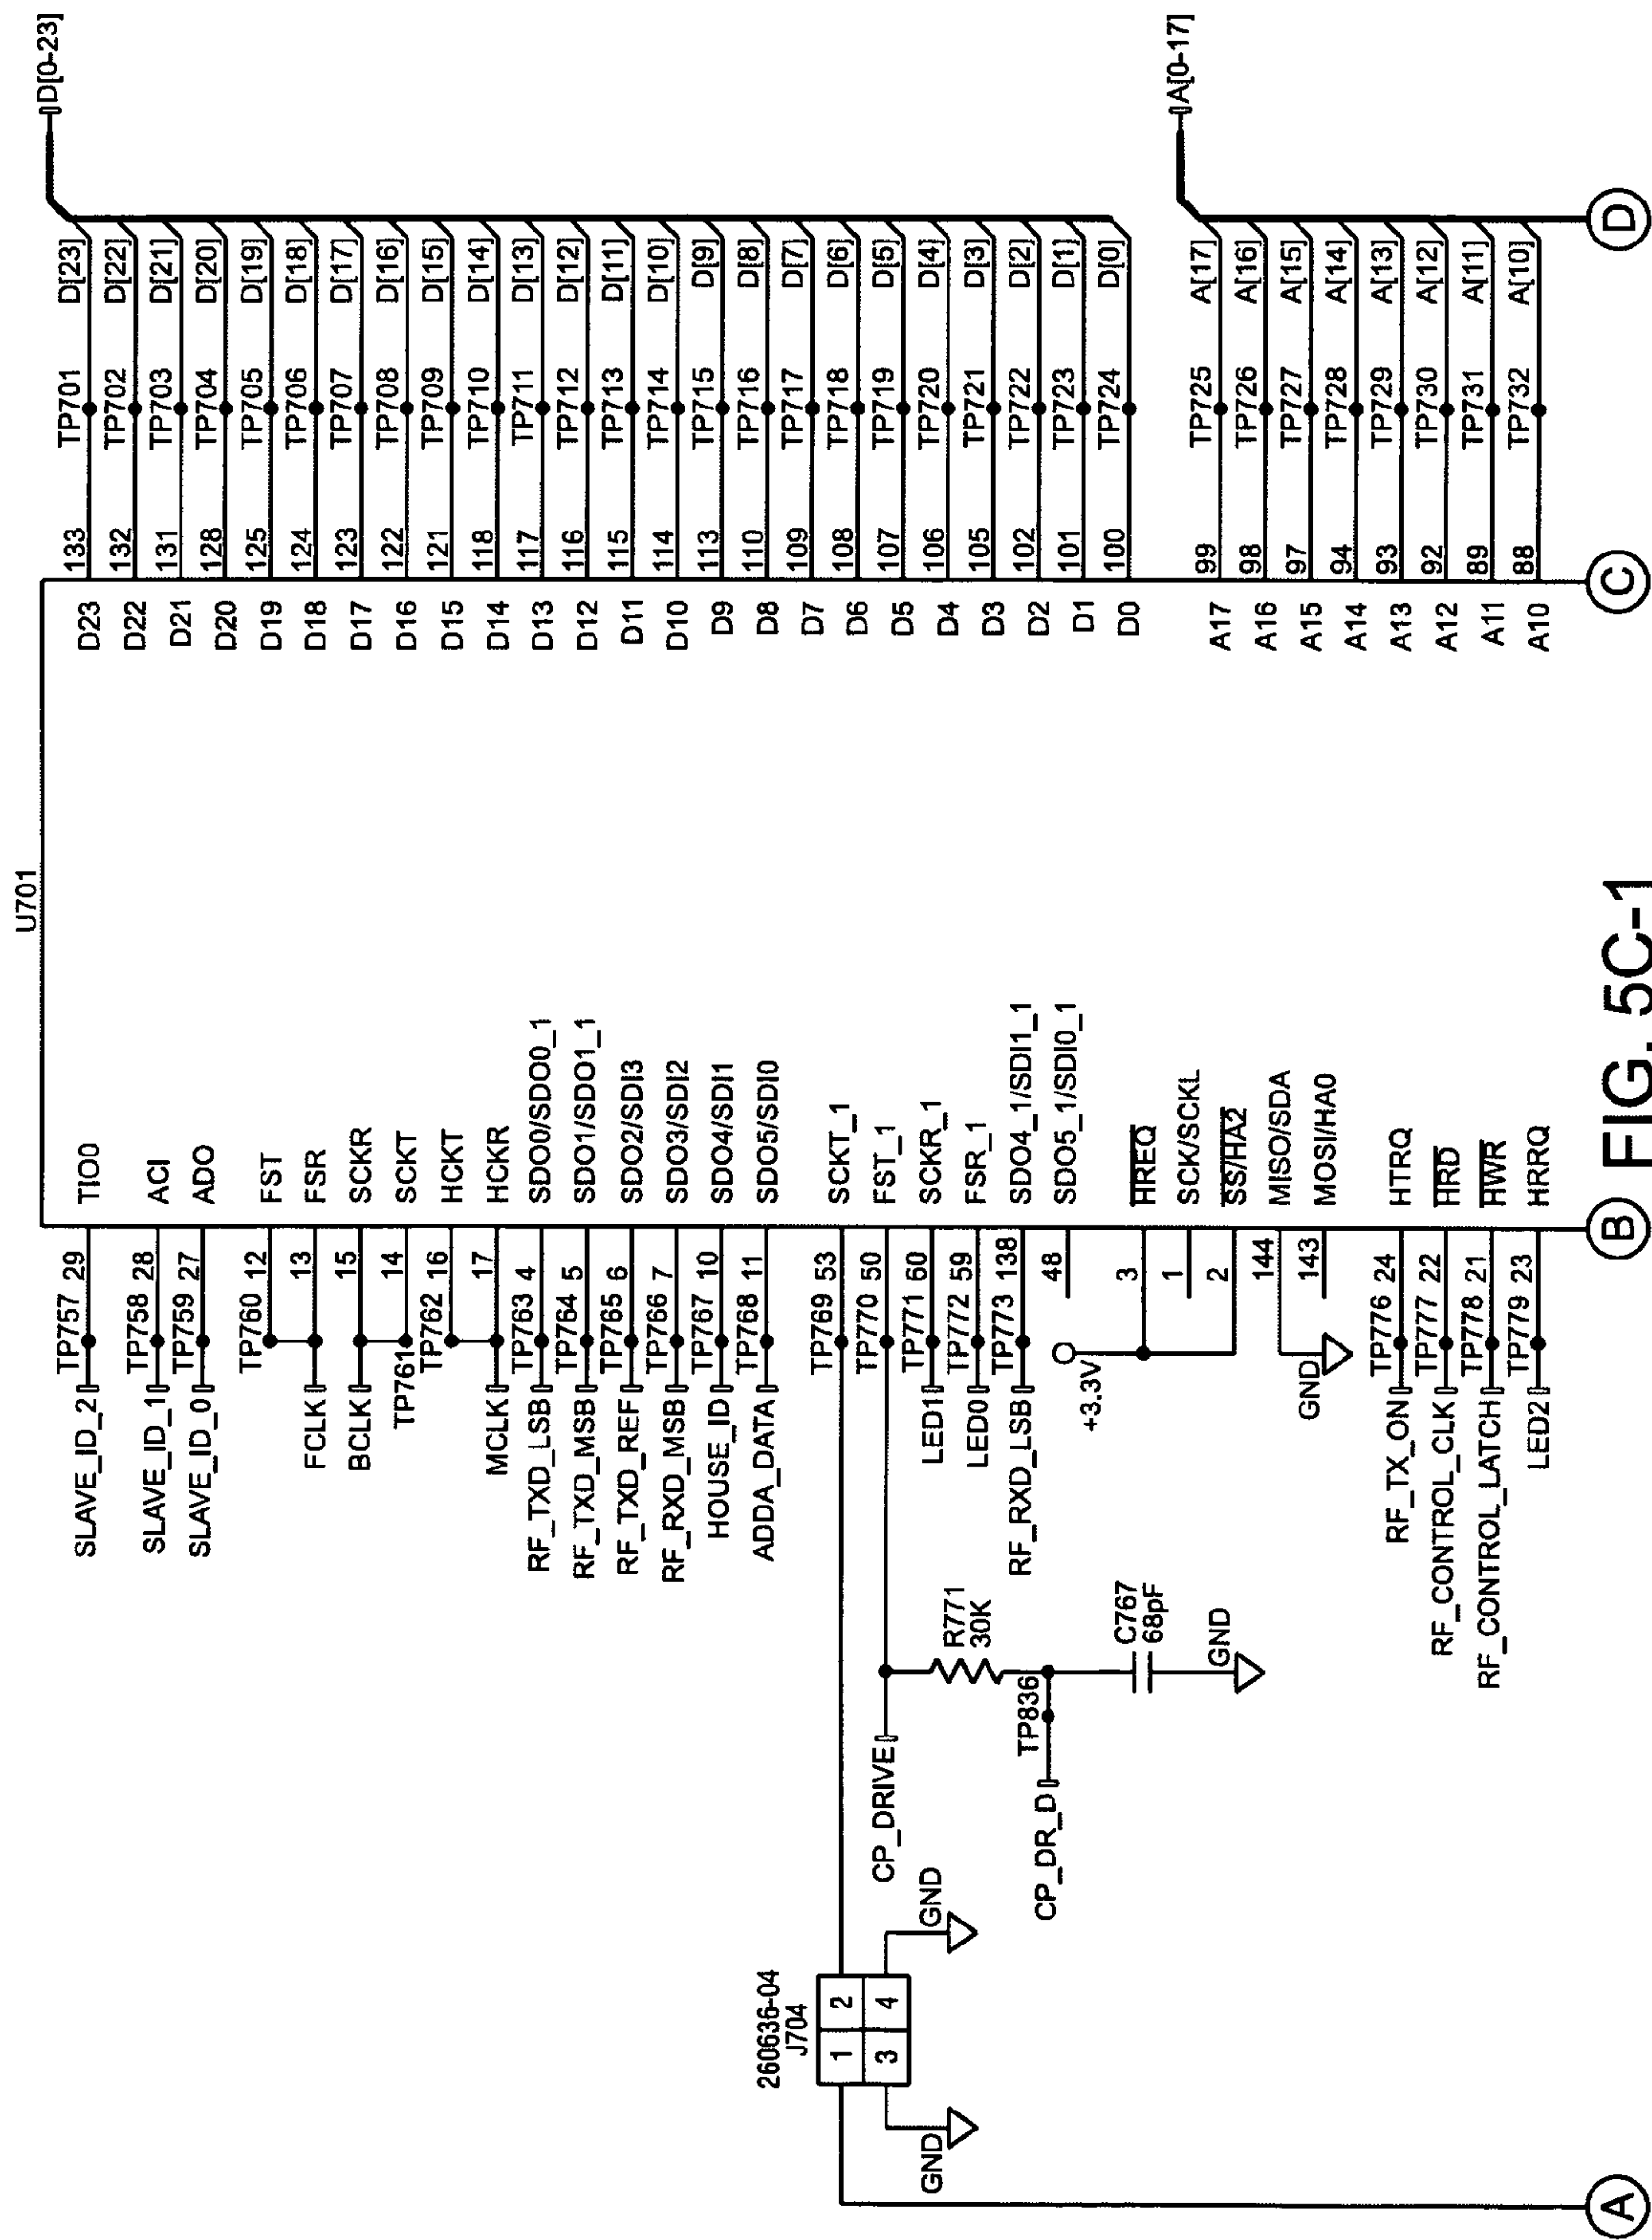 U701
SLAVE_ID_2 TP757 29 TIO0
SLAVE_ID_1 TP758 28 ACI
SLAVE_ID_0 TP759 27 ADO
TP760 12 FST
FCLK 13 FSR
BCLK 15 SCKR
TP761 14 SCKT
TP762 16 HCKT
MCLK 17 HCKR
RF_TXD_LSB TP763 4 SDO0/SDO0_1
RF_TXD_MSB TP764 5 SDO1/SDO1_1
RF_TXD_REF TP765 6 SDO2/SDI3
RF_RXD_MSB TP766 7 SDO3/SDI2
HOUSE_ID TP767 10 SDO4/SDI1
ADDA_DATA TP768 11 SDO5/SDI0
TP769 53 SCKT_1
TP770 50 FST_1
LED1 TP771 60 SCKR_1
LED0 TP772 59 FSR_1
RF_RXD_LSB TP773 138 SDO4_1/SDI1_1
48 SDO5_1/SDI0_1
+3.3V
3 HREQ
1 SCK/SCKL
2 SS/HA2
144 MISO/SDA
GND
143 MOSI/HA0
RF_TX_ON TP776 24 HTRQ
RF_CONTROL_CLK TP777 22 HRD
RF_CONTROL_LATCH TP778 21 HWR
LED2 TP779 23 HRRQ
260636-04
J704
1 2
3 4
GND
GND
CP_DRIVE
R771
30K
TP836
CP_DR_D
C767
68pF
GND
D[0-23]
D23 133 TP701 D[23]
D22 132 TP702 D[22]
D21 131 TP703 D[21]
D20 128 TP704 D[20]
D19 125 TP705 D[19]
D18 124 TP706 D[18]
D17 123 TP707 D[17]
D16 122 TP708 D[16]
D15 121 TP709 D[15]
D14 118 TP710 D[14]
D13 117 TP711 D[13]
D12 116 TP712 D[12]
D11 115 TP713 D[11]
D10 114 TP714 D[10]
D9 113 TP715 D[9]
D8 110 TP716 D[8]
D7 109 TP717 D[7]
D6 108 TP718 D[6]
D5 107 TP719 D[5]
D4 106 TP720 D[4]
D3 105 TP721 D[3]
D2 102 TP722 D[2]
D1 101 TP723 D[1]
D0 100 TP724 D[0]
A[0-17]
A17 99 TP725 A[17]
A16 98 TP726 A[16]
A15 97 TP727 A[15]
A14 94 TP728 A[14]
A13 93 TP729 A[13]
A12 92 TP730 A[12]
A11 89 TP731 A[11]
A10 88 TP732 A[10]
A B C D
FIG. 5C-1